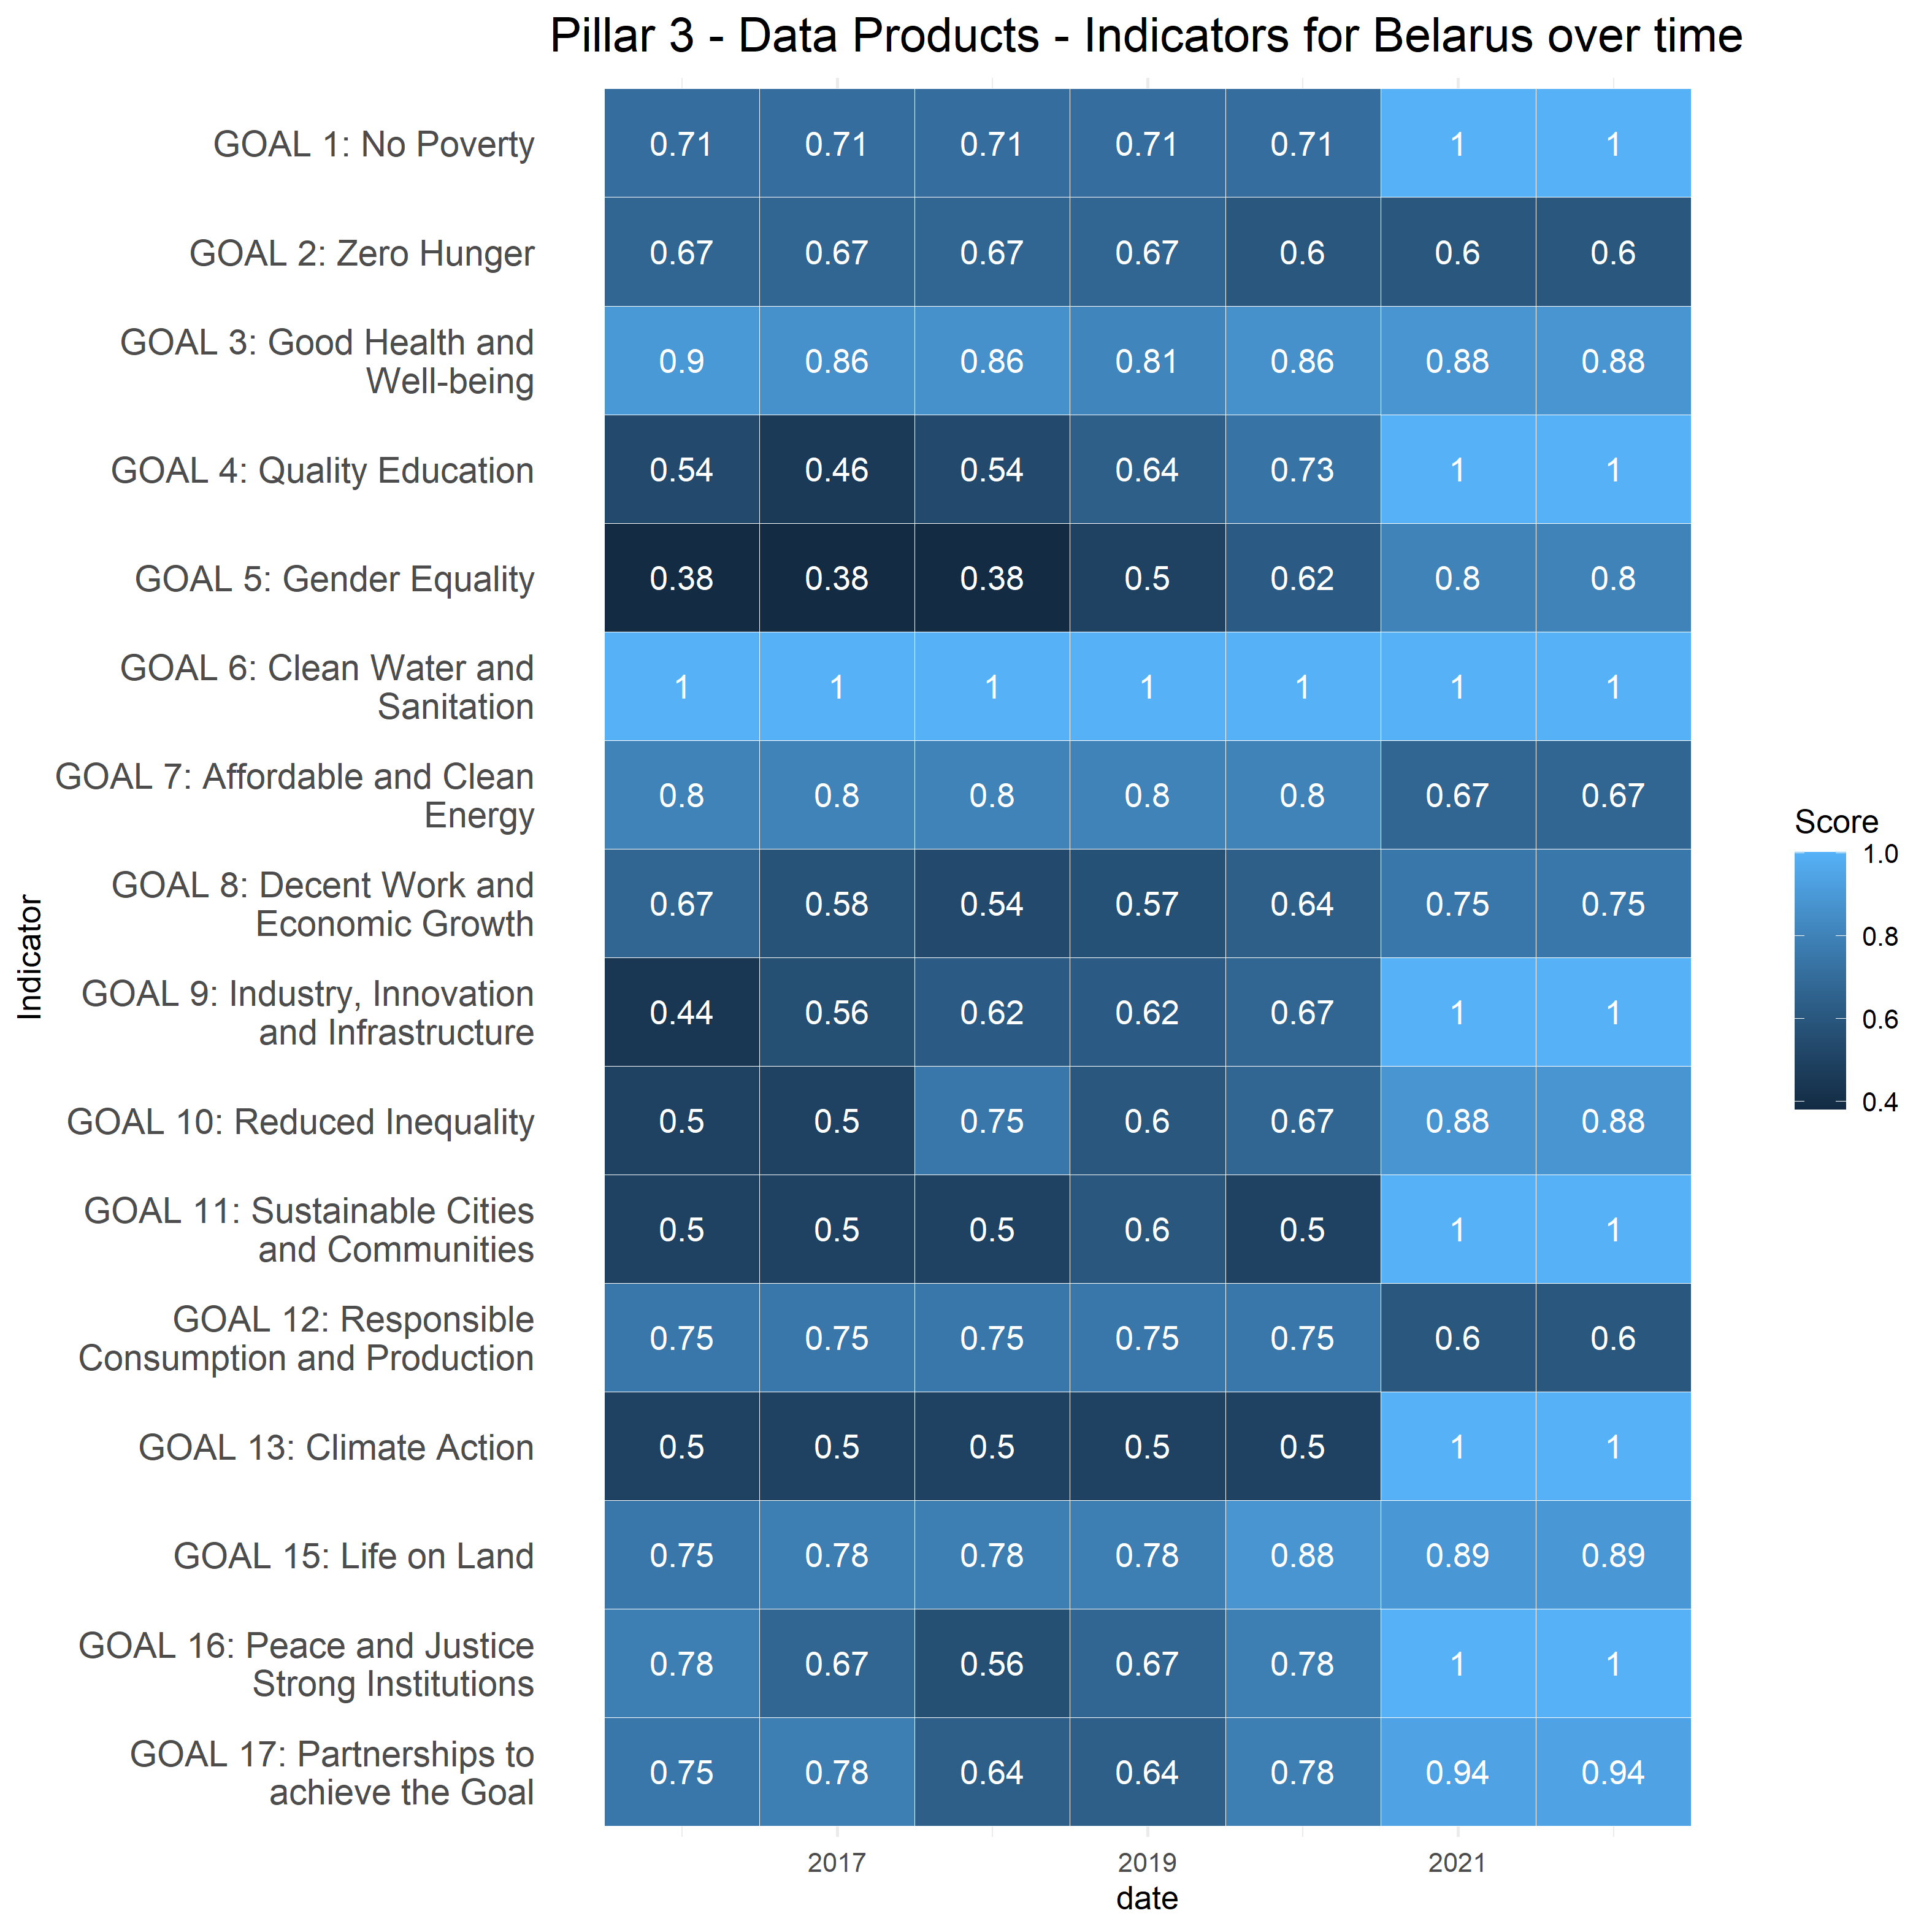 Pillar 3 - Data Products - Indicators for Belarus over time
GOAL 1: No Poverty 0.71 0.71 0.71 0.71 0.71 1 1
GOAL 2: Zero Hunger 0.67 0.67 0.67 0.67 0.6 0.6 0.6
GOAL 3: Good Health and
Well-being
0.9 0.86 0.86 0.81 0.86 0.88 0.88
GOAL 4: Quality Education 0.54 0.46 0.54 0.64 0.73 1 1
GOAL 5: Gender Equality 0.38 0.38 0.38 0.5 0.62 0.8 0.8
GOAL 6: Clean Water and
Sanitation
1 1 1 1 1 1 1
GOAL 7: Affordable and Clean
Energy
0.8 0.8 0.8 0.8 0.8 0.67 0.67
GOAL 8: Decent Work and
Economic Growth
0.67 0.58 0.54 0.57 0.64 0.75 0.75
GOAL 9: Industry, Innovation
and Infrastructure
0.44 0.56 0.62 0.62 0.67 1 1
GOAL 10: Reduced Inequality 0.5 0.5 0.75 0.6 0.67 0.88 0.88
GOAL 11: Sustainable Cities
and Communities
0.5 0.5 0.5 0.6 0.5 1 1
GOAL 12: Responsible
Consumption and Production
0.75 0.75 0.75 0.75 0.75 0.6 0.6
GOAL 13: Climate Action 0.5 0.5 0.5 0.5 0.5 1 1
GOAL 15: Life on Land 0.75 0.78 0.78 0.78 0.88 0.89 0.89
GOAL 16: Peace and Justice
Strong Institutions
0.78 0.67 0.56 0.67 0.78 1 1
GOAL 17: Partnerships to
achieve the Goal
0.75 0.78 0.64 0.64 0.78 0.94 0.94
2017 2019 2021
date
Indicator
Score
1.0
0.8
0.6
0.4